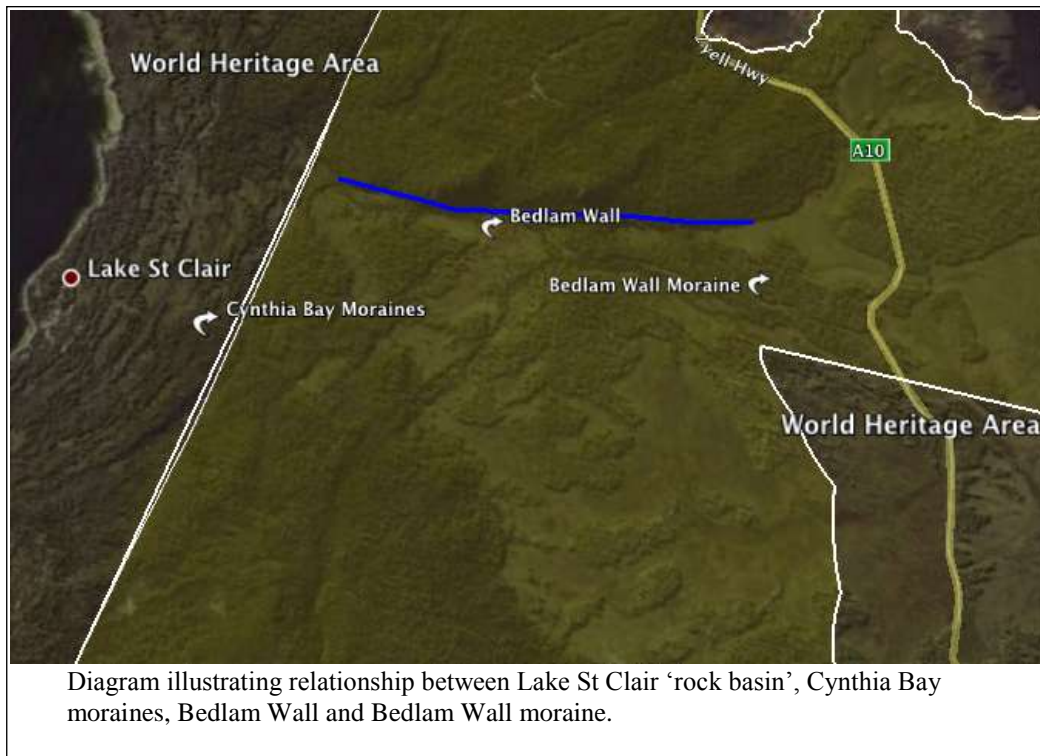 World Heritage Area
yell Hwy
A10
Bedlam Wall
Lake St Clair
Bedlam Wall Moraine
Cynthia Bay Moraines
World Heritage Area
Diagram illustrating relationship between Lake St Clair ‘rock basin’, Cynthia Bay
moraines, Bedlam Wall and Bedlam Wall moraine.